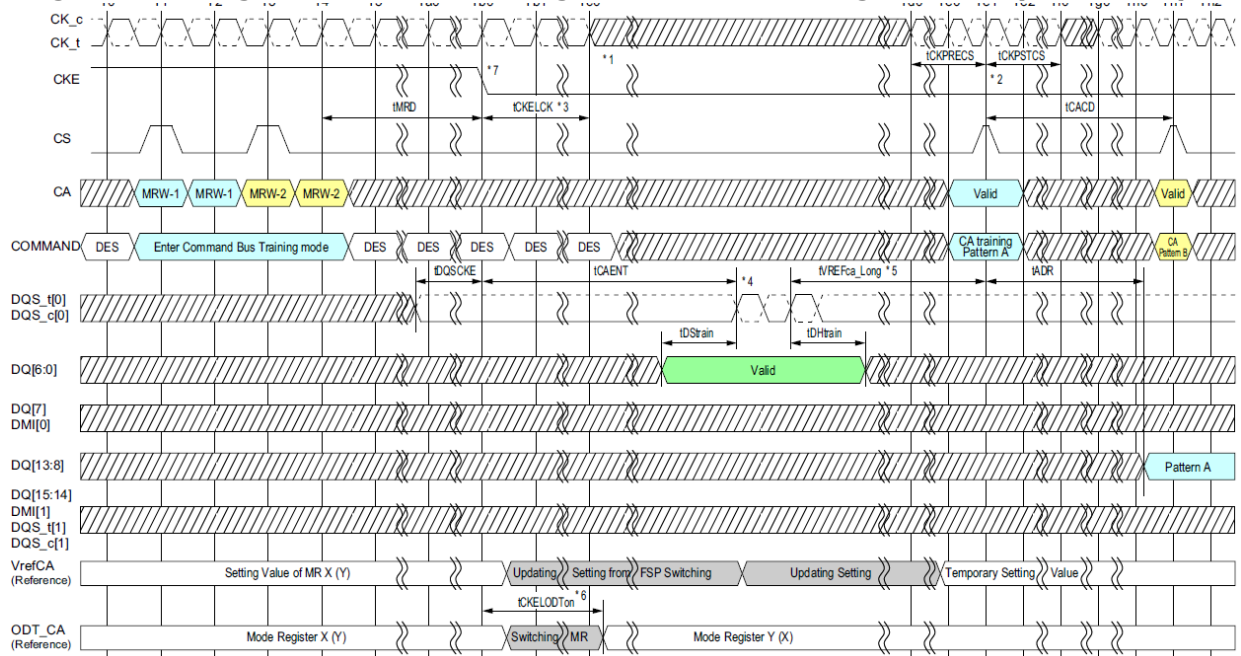 CK_c
CK_t
*1
tCKPRECS
tCKPSTCS
CKE
*7
*2
tMRD
tCKELCK *3
tCACD
CS
CA
MRW-1
MRW-1
MRW-2
MRW-2
Valid
Valid
COMMAND
DES
Enter Command Bus Training mode
DES
DES
DES
DES
DES
CA training
Pattern A
CA
Pattern B
tDQSCKE
tCAENT
*4
tVREFca_Long *5
tADR
DQS_t[0]
DQS_c[0]
tDStrain
tDHtrain
DQ[6:0]
Valid
DQ[7]
DMI[0]
DQ[13:8]
Pattern A
DQ[15:14]
DMI[1]
DQS_t[1]
DQS_c[1]
VrefCA
(Reference)
Setting Value of MR X (Y)
Updating Setting from FSP Switching
Updating Setting
Temporary Setting Value
tCKELODTon *6
ODT_CA
(Reference)
Mode Register X (Y)
Switching MR
Mode Register Y (X)